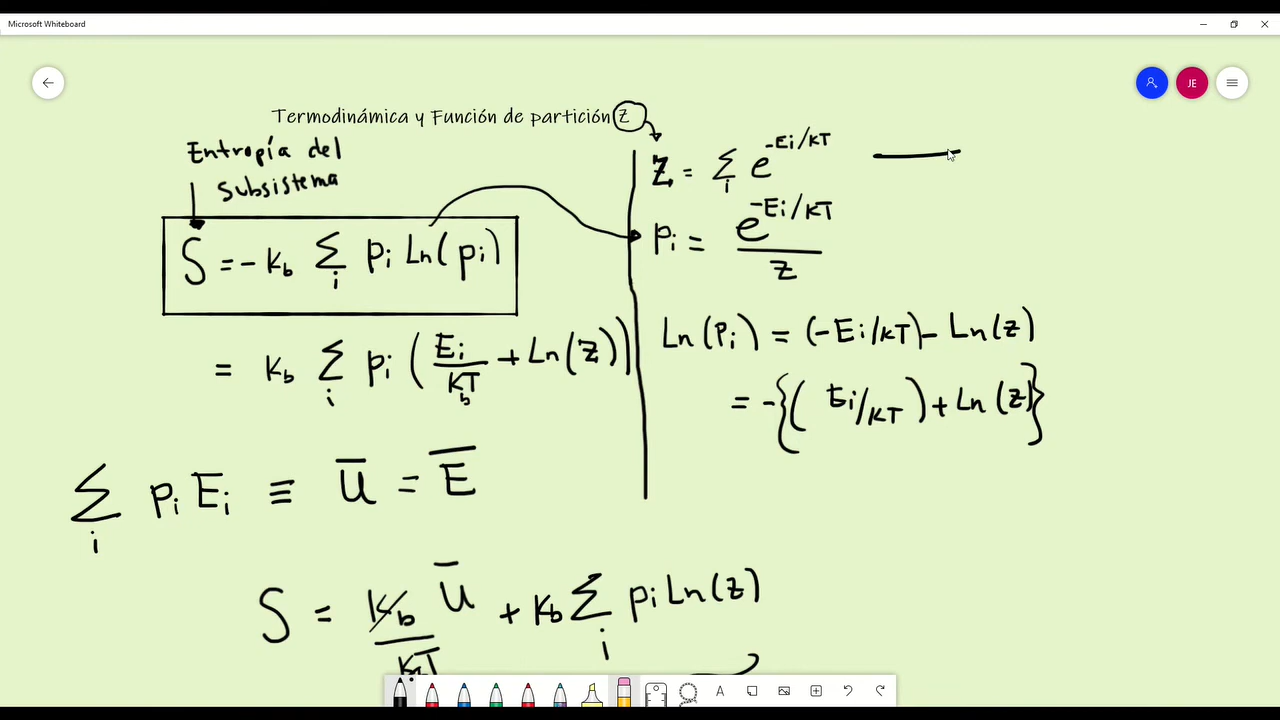 Microsoft Whiteboard
JE
Termodinámica y Función de partición Z
Entropía del
Subsistema
S = - K_b Σ_i p_i Ln(p_i)
= K_b Σ_i p_i (E_i/K_bT + Ln(Z))
Σ_i p_i E_i ≡ U̅ = E̅
S = K_b U̅/K_bT + K_b Σ_i p_i Ln(z)
Z = Σ_i e^{-Ei/KT}
p_i = e^{-Ei/KT}/Z
Ln(P_i) = (-Ei/KT) - Ln(z)
= -{(Ei/KT) + Ln(z)}
A